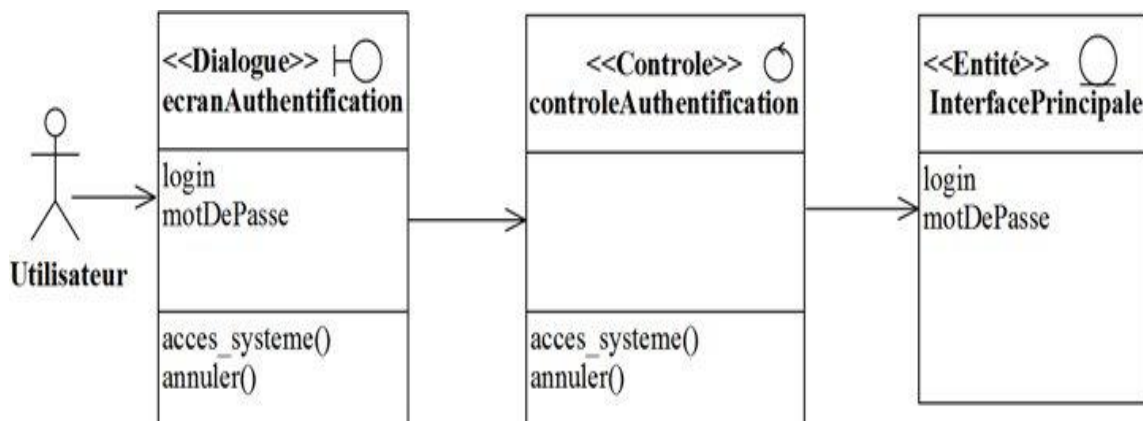 <<Dialogue>>
ecranAuthentification
login
motDePasse
acces_systeme()
annuler()
Utilisateur
<<Controle>>
controleAuthentification
acces_systeme()
annuler()
<<Entité>>
InterfacePrincipale
login
motDePasse